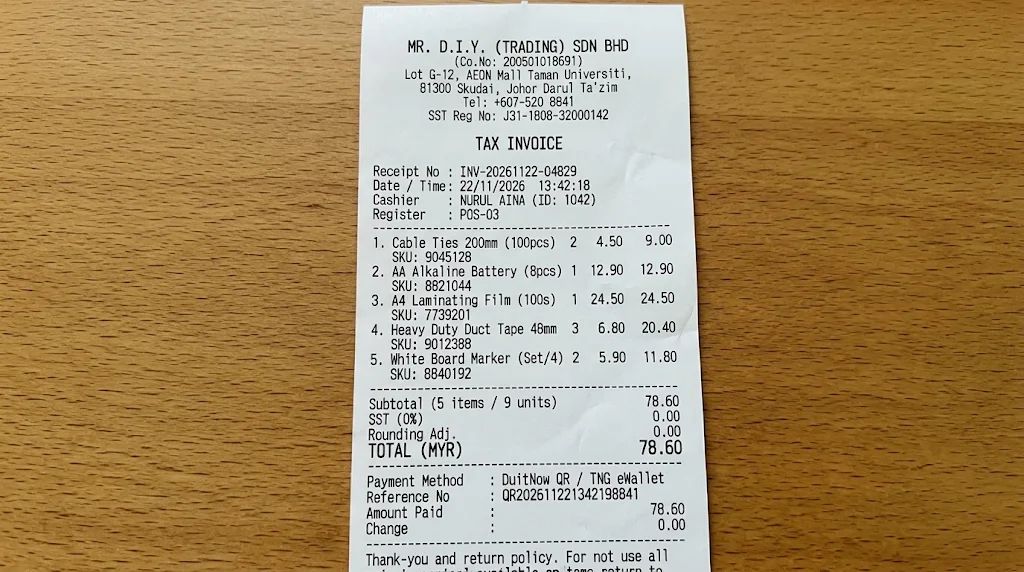 MR. D.I.Y. (TRADING) SDN BHD
(Co.No: 200501018691)
Lot G-12, AEON Mall Taman Universiti,
81300 Skudai, Johor Darul Ta'zim
Tel: +607-520 8841
SST Reg No: J31-1808-32000142
TAX INVOICE
Receipt No : INV-20261122-04829
Date / Time: 22/11/2026 13:42:18
Cashier : NURUL AINA (ID: 1042)
Register : POS-03
1. Cable Ties 200mm (100pcs) 2 4.50 9.00
SKU: 9045128
2. AA Alkaline Battery (8pcs) 1 12.90 12.90
SKU: 8821044
3. A4 Laminating Film (100s) 1 24.50 24.50
SKU: 7739201
4. Heavy Duty Duct Tape 48mm 3 6.80 20.40
SKU: 9012388
5. White Board Marker (Set/4) 2 5.90 11.80
SKU: 8840192
Subtotal (5 items / 9 units) 78.60
SST (0%) 0.00
Rounding Adj. 0.00
TOTAL (MYR) 78.60
Payment Method : DuitNow QR / TNG eWallet
Reference No : QR202611221342198841
Amount Paid : 78.60
Change : 0.00
Thank-you and return policy. For not use all